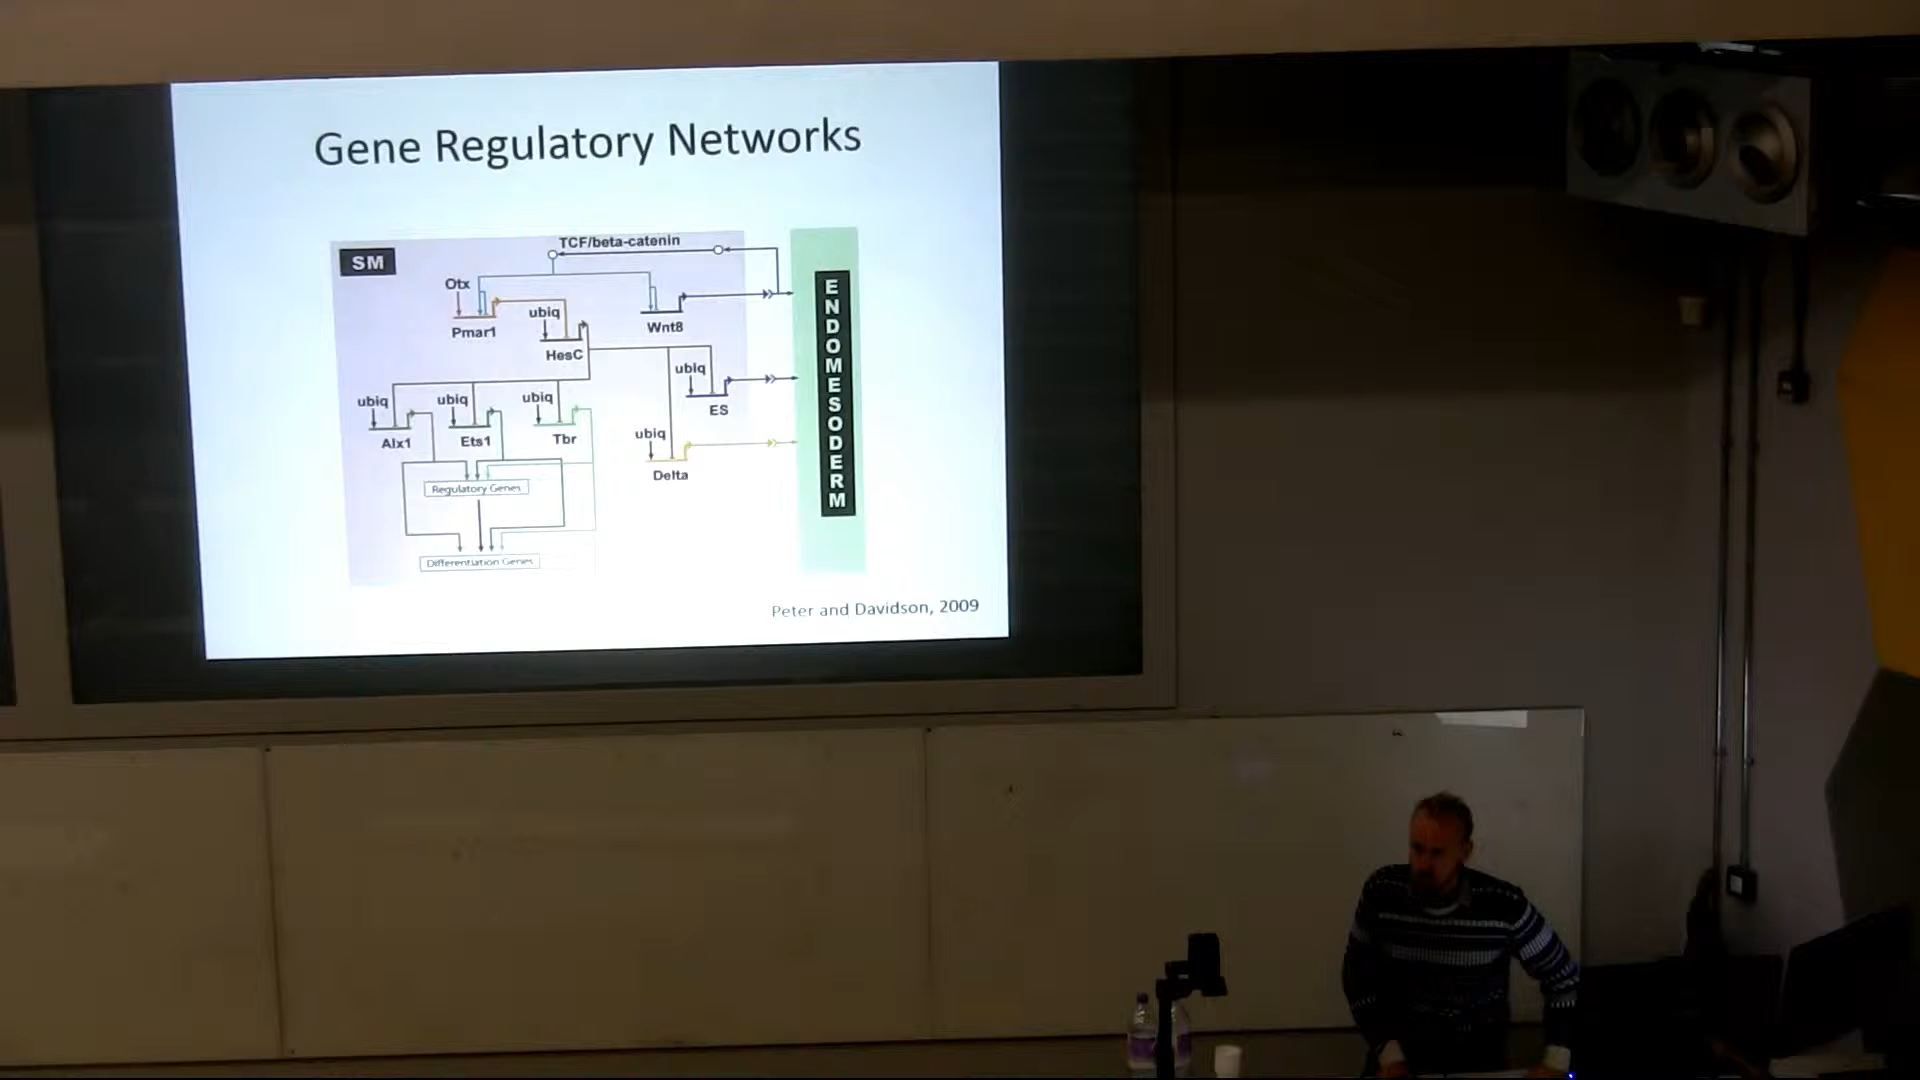 Gene Regulatory Networks
SM
TCF/beta-catenin
Otx
Pmar1
ubiq
HesC
Wnt8
ubiq
ES
ubiq
Alx1
ubiq
Ets1
ubiq
Tbr
ubiq
Delta
Regulatory Genes
Differentiation Genes
ENDOMESODERM
Peter and Davidson, 2009